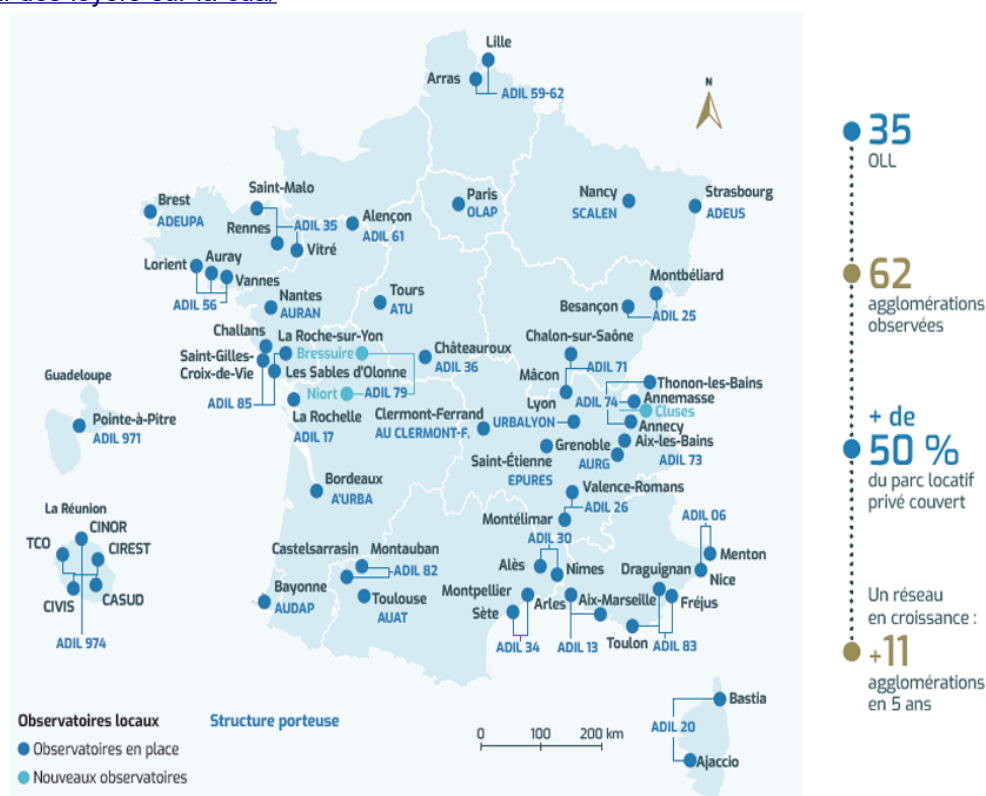 des loyers sur la
Lille
Arras
ADIL 59-62
N
Saint-Malo
Brest
ADEUPA
Rennes
ADIL 35
Vitré
Alençon
ADIL 61
Paris
OLAP
Nancy
SCALEN
Strasbourg
ADEUS
Lorient
Auray
Vannes
ADIL 56
Nantes
AURAN
Tours
ATU
Montbéliard
Besançon
ADIL 25
Challans
La Roche-sur-Yon
Saint-Gilles-
Croix-de-Vie
Bressuire
Les Sables d'Olonne
Niort
ADIL 79
ADIL 85
La Rochelle
ADIL 17
Châteauroux
ADIL 36
Chalon-sur-Saône
ADIL 71
Mâcon
Thonon-les-Bains
Annemasse
ADIL 74
Cluses
Annecy
Lyon
URBALYON
Clermont-Ferrand
AU CLERMONT-F.
Aix-les-Bains
ADIL 73
Grenoble
AURG
Saint-Étienne
EPURES
Valence-Romans
ADIL 26
Montélimar
Guadeloupe
Pointe-à-Pitre
ADIL 971
Bordeaux
A'URBA
La Réunion
CINOR
TCO
CIREST
CIVIS
CASUD
ADIL 974
Castelsarrasin
Montauban
ADIL 82
Bayonne
AUDAP
Toulouse
AUAT
ADIL 30
Alès
Nîmes
Montpellier
Sète
ADIL 34
Arles
Aix-Marseille
ADIL 13
Draguignan
Fréjus
Toulon
ADIL 83
ADIL 06
Menton
Nice
Bastia
ADIL 20
Ajaccio
Observatoires locaux
Structure porteuse
Observatoires en place
Nouveaux observatoires
0 100 200 km
35
OLL
62
agglomérations
observées
+ de
50 %
du parc locatif
privé couvert
Un réseau
en croissance :
+11
agglomérations
en 5 ans